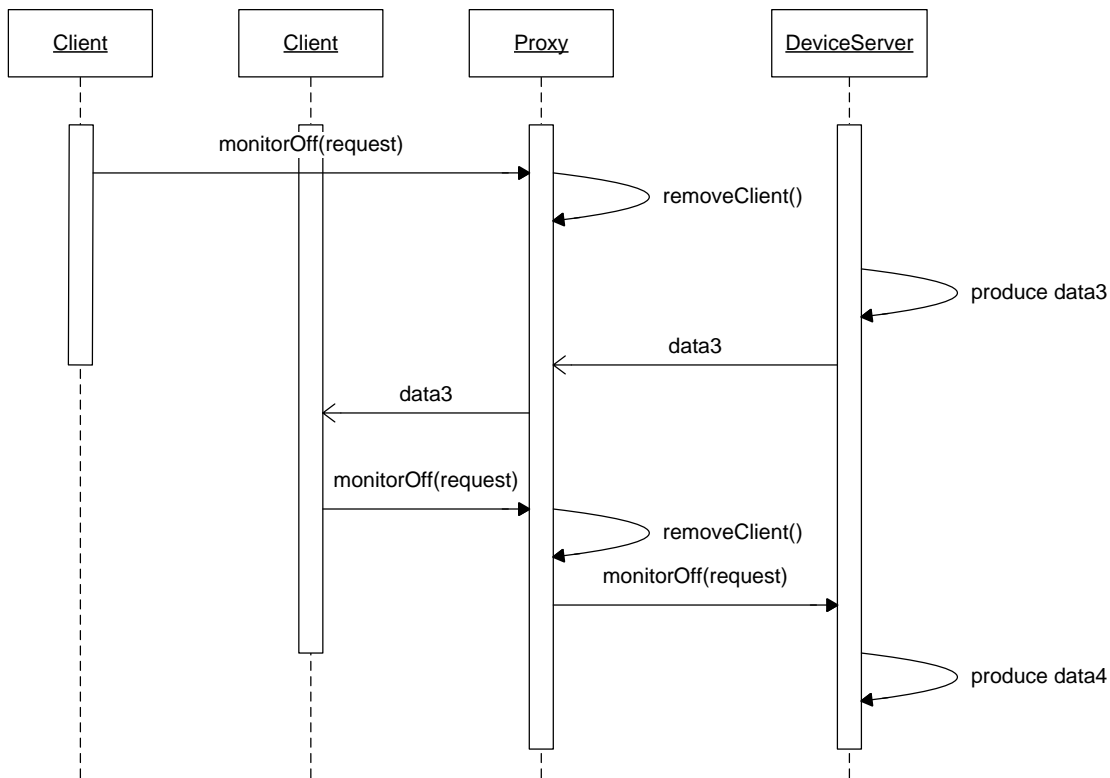 Client
Client
Proxy
DeviceServer
monitorOff(request)
removeClient()
produce data3
data3
data3
monitorOff(request)
removeClient()
monitorOff(request)
produce data4